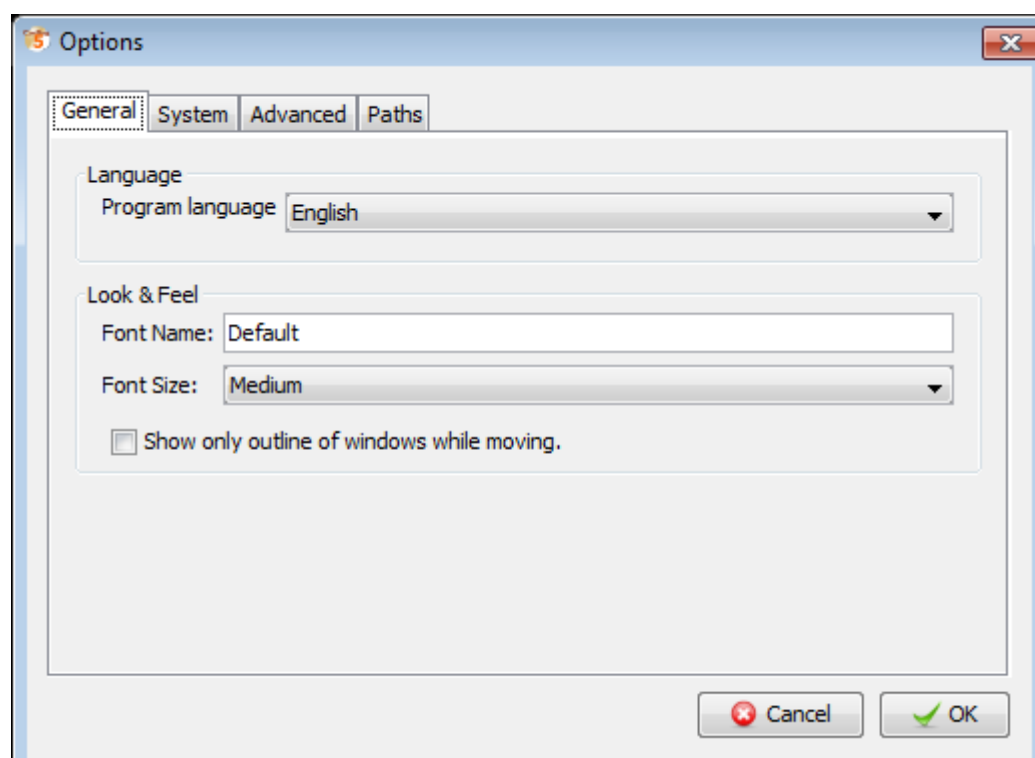 Options
General System Advanced Paths
Language
Program language English
Look & Feel
Font Name: Default
Font Size: Medium
Show only outline of windows while moving.
Cancel OK